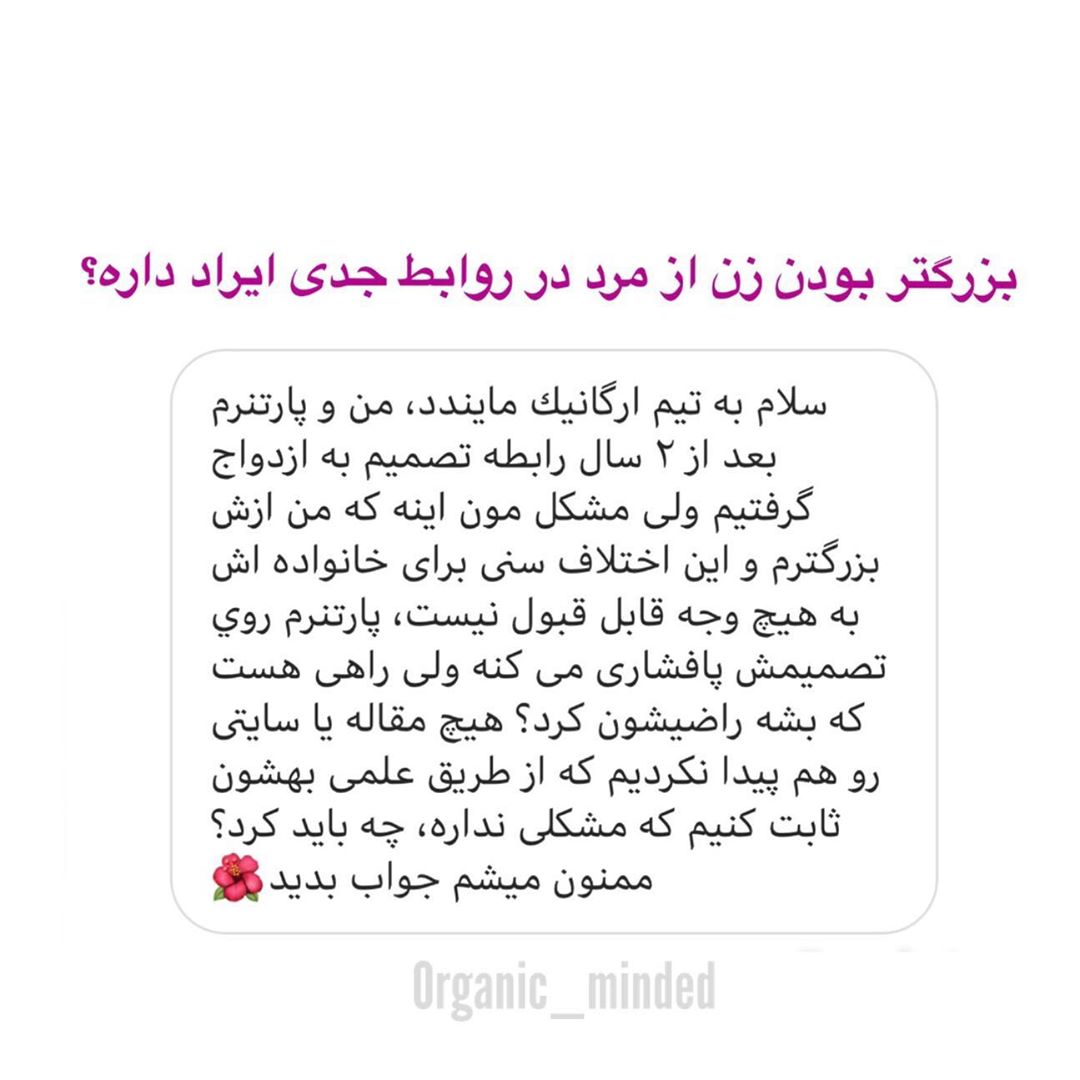 بزرگتر بودن زن از مرد در روابط جدی ایراد داره؟
سلام به تیم ارگانیك مایندد، من و پارتنرم
بعد از ۲ سال رابطه تصمیم به ازدواج
گرفتیم ولی مشکل مون اینه که من ازش
بزرگترم و این اختلاف سنی برای خانواده اش
به هیچ وجه قابل قبول نیست، پارتنرم روي
تصمیمش پافشاری می کنه ولی راهی هست
که بشه راضیشون کرد؟ هیچ مقاله یا سایتی
رو هم پیدا نکردیم که از طریق علمی بهشون
ثابت کنیم که مشکلی نداره، چه باید کرد؟
ممنون میشم جواب بدید🌺
Organic_minded